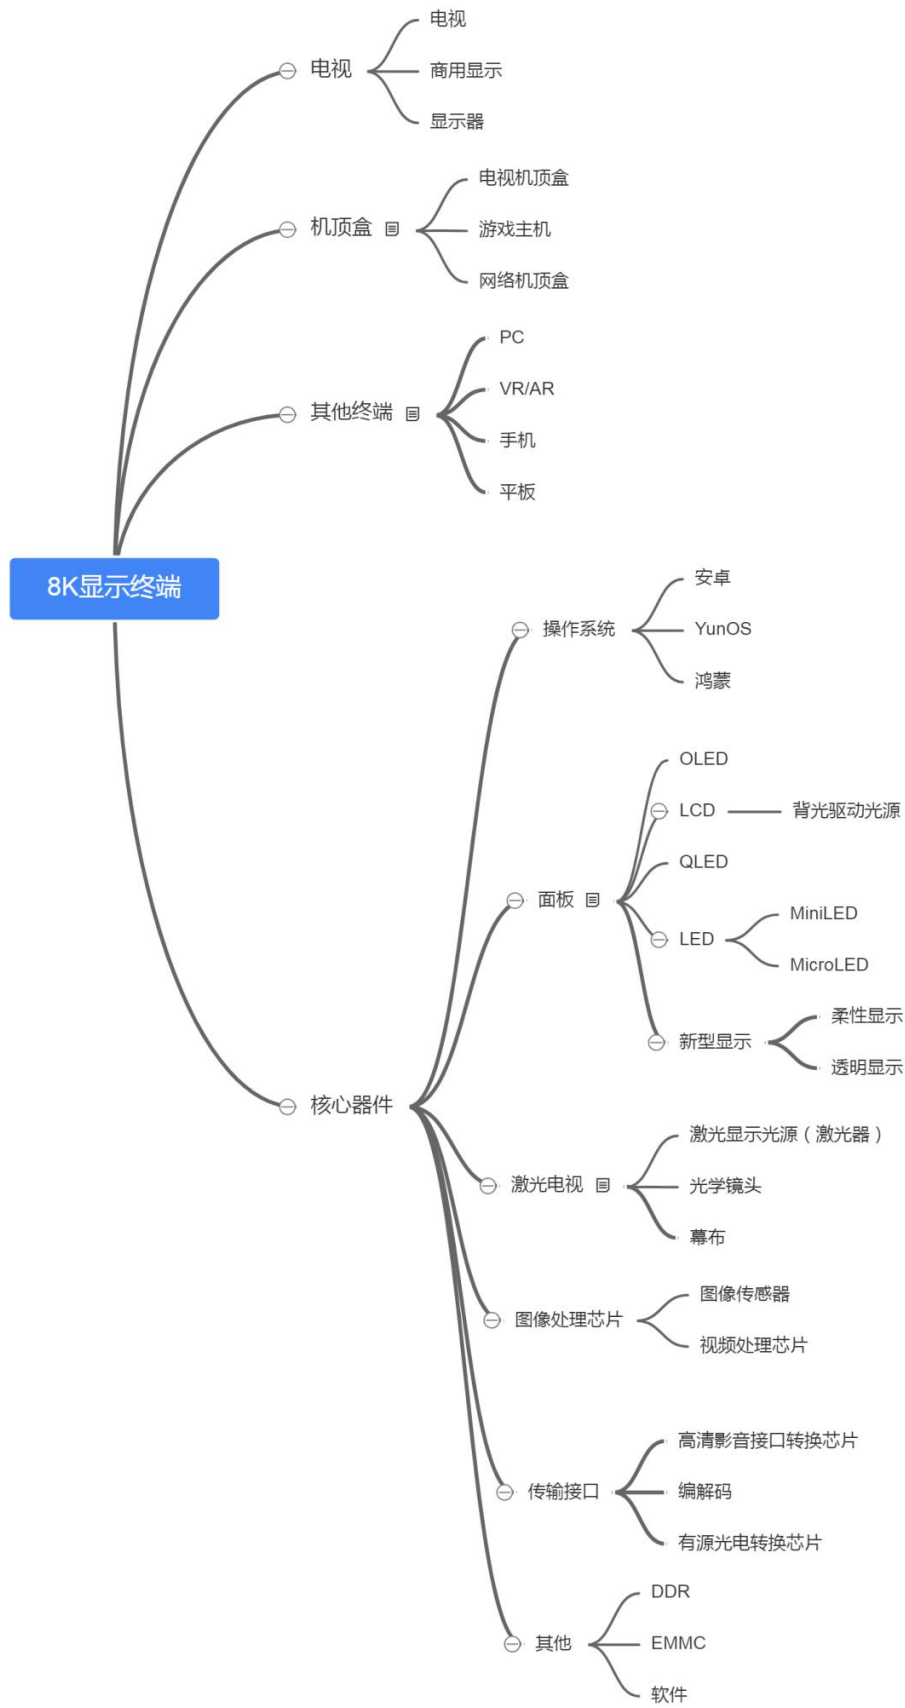 电视
电视
商用显示
显示器
机顶盒
电视机顶盒
游戏主机
网络机顶盒
其他终端
PC
VR/AR
手机
平板
8K显示终端
核心器件
操作系统
安卓
YunOS
鸿蒙
面板
OLED
LCD
背光驱动光源
QLED
LED
MiniLED
MicroLED
新型显示
柔性显示
透明显示
激光电视
激光显示光源（激光器）
光学镜头
幕布
图像处理芯片
图像传感器
视频处理芯片
传输接口
高清影音接口转换芯片
编解码
有源光电转换芯片
其他
DDR
EMMC
软件